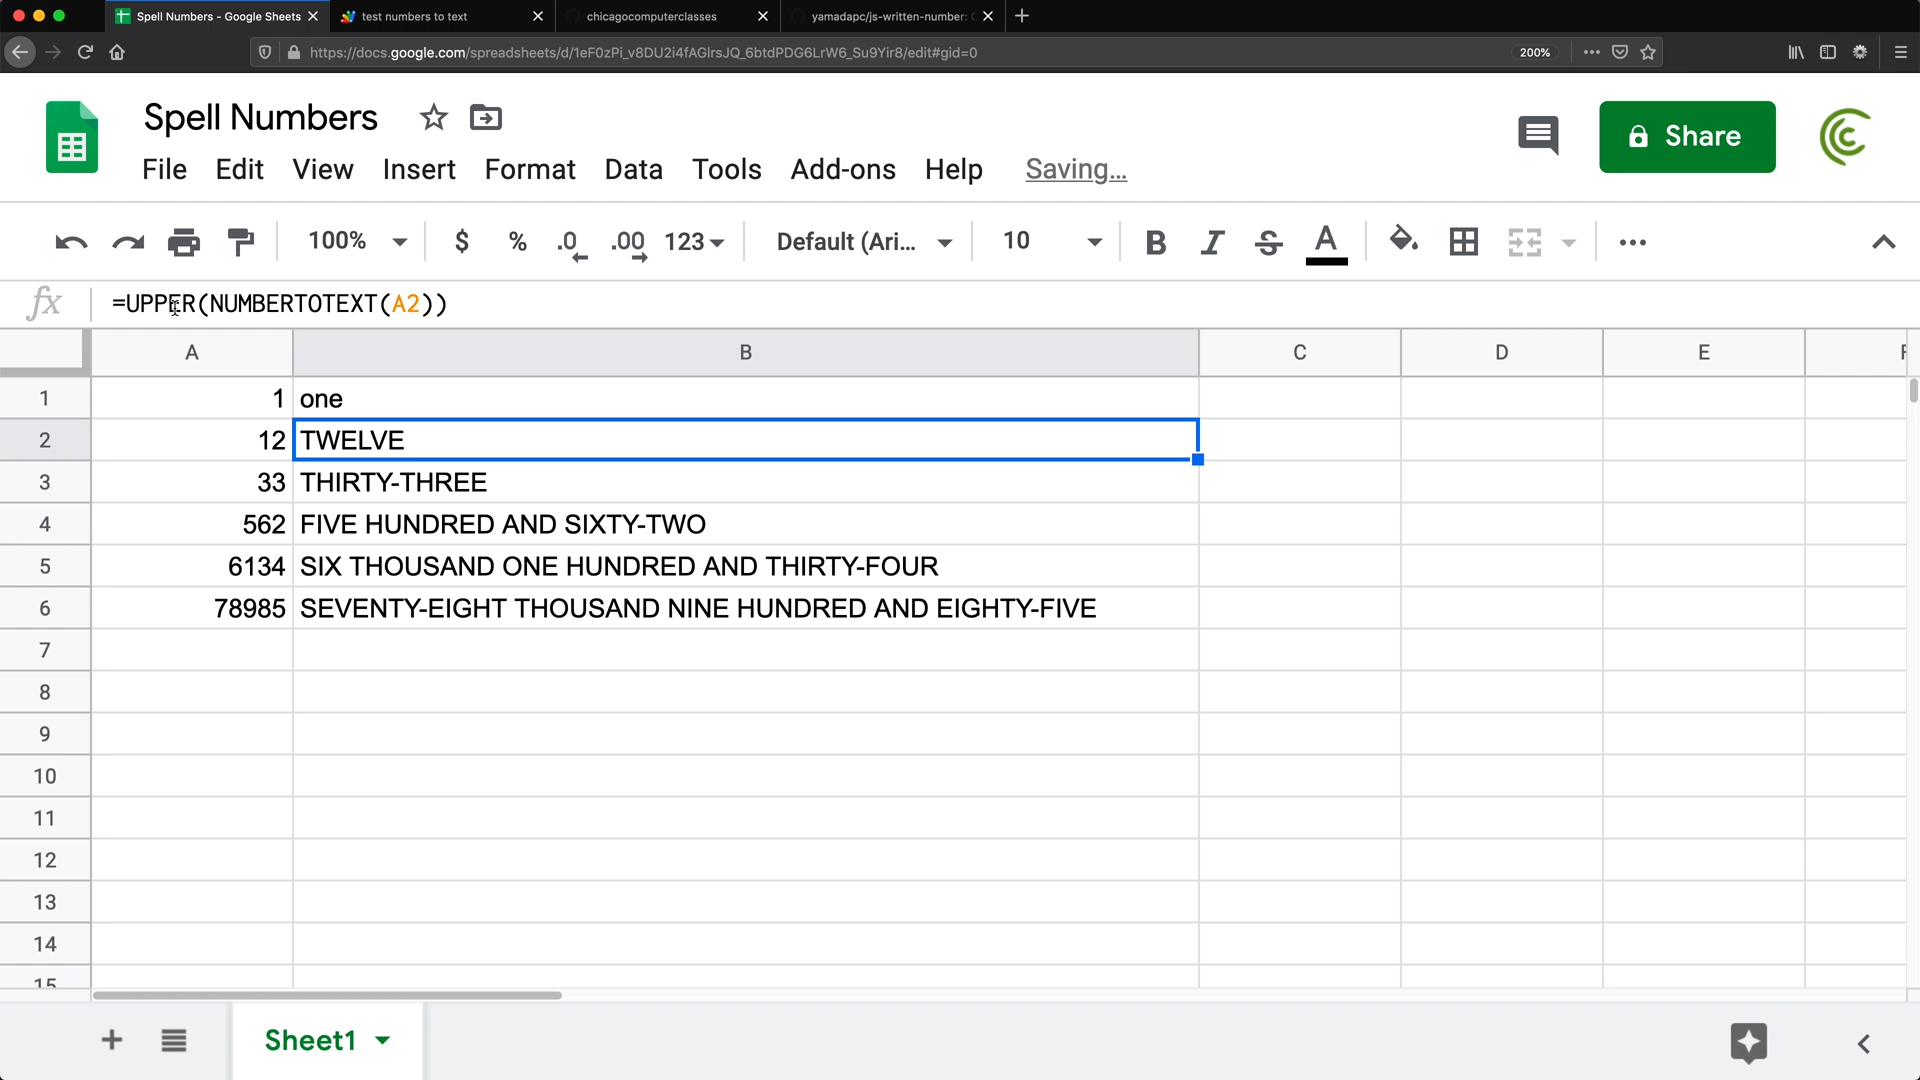 Spell Numbers - Google Sheets
test numbers to text
chicagocomputerclasses
yamadapc/js-written-number:
https://docs.google.com/spreadsheets/d/1eF0zPi_v8DU2i4fAGlrsJQ_6btdPDG6LrW6_Su9Yir8/edit#gid=0
200%
Spell Numbers
Share
File Edit View Insert Format Data Tools Add-ons Help Saving...
100% $ % .0 .00 123 Default (Ari... 10 B I S A
fx =UPPER(NUMBERTOTEXT(A2))
A B C D E F
1 1 one
2 12 TWELVE
3 33 THIRTY-THREE
4 562 FIVE HUNDRED AND SIXTY-TWO
5 6134 SIX THOUSAND ONE HUNDRED AND THIRTY-FOUR
6 78985 SEVENTY-EIGHT THOUSAND NINE HUNDRED AND EIGHTY-FIVE
7
8
9
10
11
12
13
14
15
Sheet1